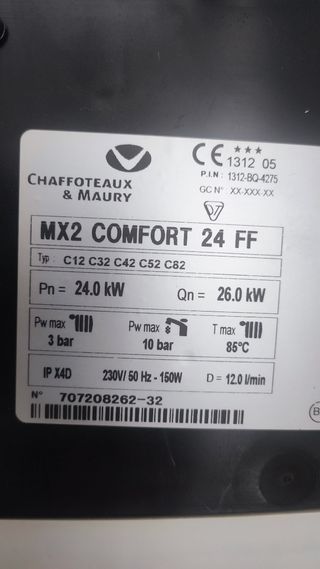 CE *** 
1312 05
P.I.N : 1312-BQ-4275
GC N° : XX-XXX-XX
CHAFFOTEAUX
& MAURY
MX2 COMFORT 24 FF
Typ C12 C32 C42 C52 C82
Pn = 24.0 kW Qn = 26.0 kW
Pw max Pw max T max
3 bar 10 bar 85°C
IP X4D 230V/ 50 Hz - 150W D = 12.0 l/min
N° 707208262-32